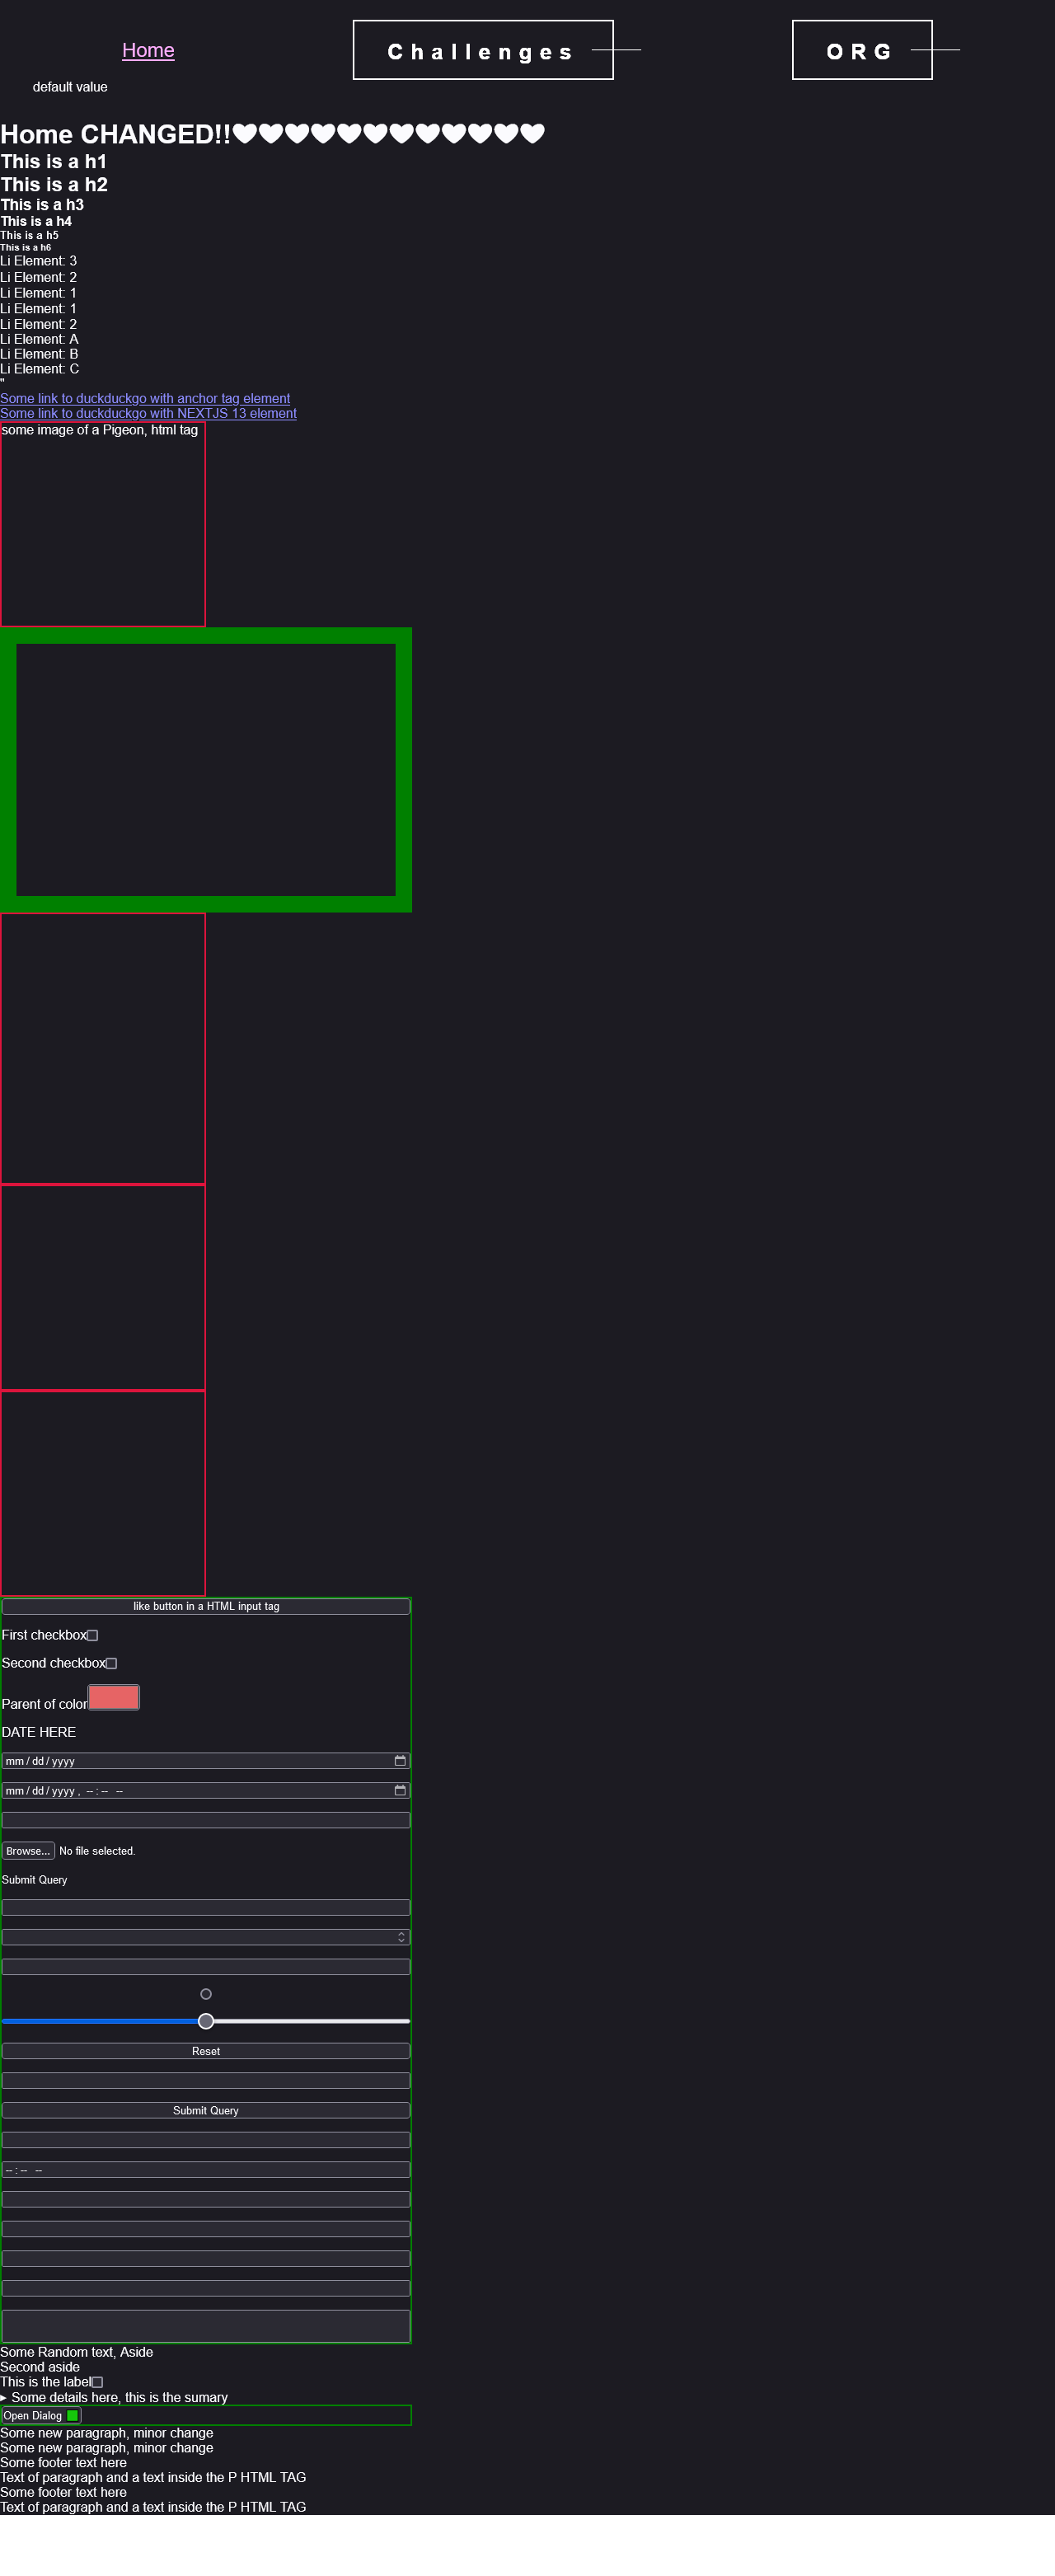 Home
Challenges
ORG
default value
Home CHANGED!!🤍🤍🤍🤍🤍🤍🤍🤍🤍🤍🤍🤍
This is a h1
This is a h2
This is a h3
This is a h4
This is a h5
This is a h6
Li Element: 3
Li Element: 2
Li Element: 1
Li Element: 1
Li Element: 2
Li Element: A
Li Element: B
Li Element: C
"
Some link to duckduckgo with anchor tag element
Some link to duckduckgo with NEXTJS 13 element
some image of a Pigeon, html tag
like button in a HTML input tag
First checkbox
Second checkbox
Parent of color
DATE HERE
mm / dd / yyyy
mm / dd / yyyy , -- : -- --
Browse... No file selected.
Submit Query
Reset
Submit Query
-- : -- --
Some Random text, Aside
Second aside
This is the label
▸ Some details here, this is the sumary
Open Dialog
Some new paragraph, minor change
Some new paragraph, minor change
Some footer text here
Text of paragraph and a text inside the P HTML TAG
Some footer text here
Text of paragraph and a text inside the P HTML TAG